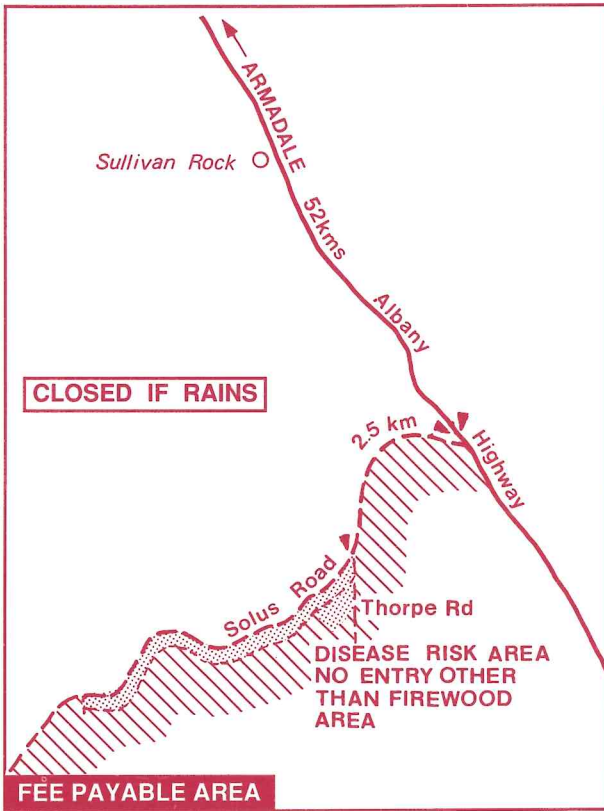 ARMADALE
Sullivan Rock
52kms
Albany
CLOSED IF RAINS
2.5 km
Highway
Solus Road
Thorpe Rd
DISEASE RISK AREA
NO ENTRY OTHER
THAN FIREWOOD
AREA
FEE PAYABLE AREA